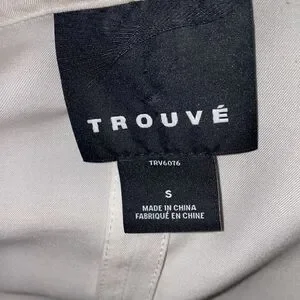 TROUVÉ
TRV6076
S
MADE IN CHINA
FABRIQUÉ EN CHINE